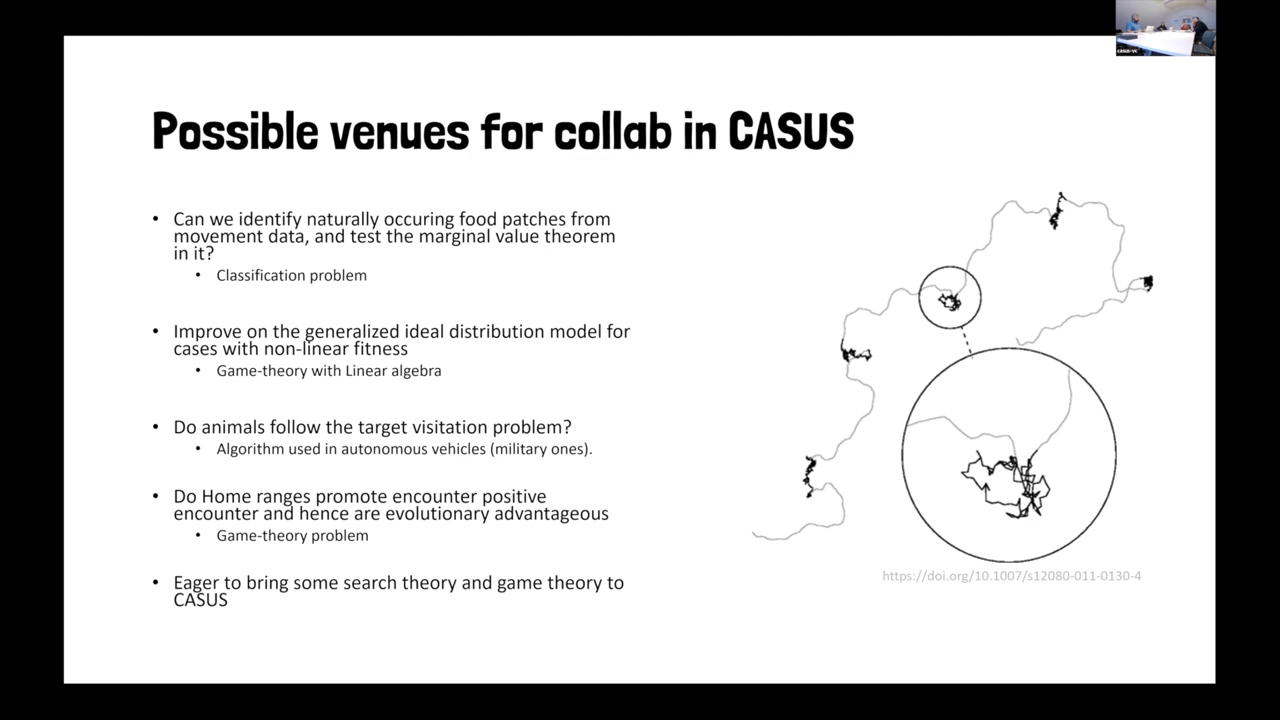 Possible venues for collab in CASUS
• Can we identify naturally occuring food patches from
movement data, and test the marginal value theorem
in it?
• Classification problem
• Improve on the generalized ideal distribution model for
cases with non-linear fitness
• Game-theory with Linear algebra
• Do animals follow the target visitation problem?
• Algorithm used in autonomous vehicles (military ones).
• Do Home ranges promote encounter positive
encounter and hence are evolutionary advantageous
• Game-theory problem
• Eager to bring some search theory and game theory to
CASUS
https://doi.org/10.1007/s12080-011-0130-4